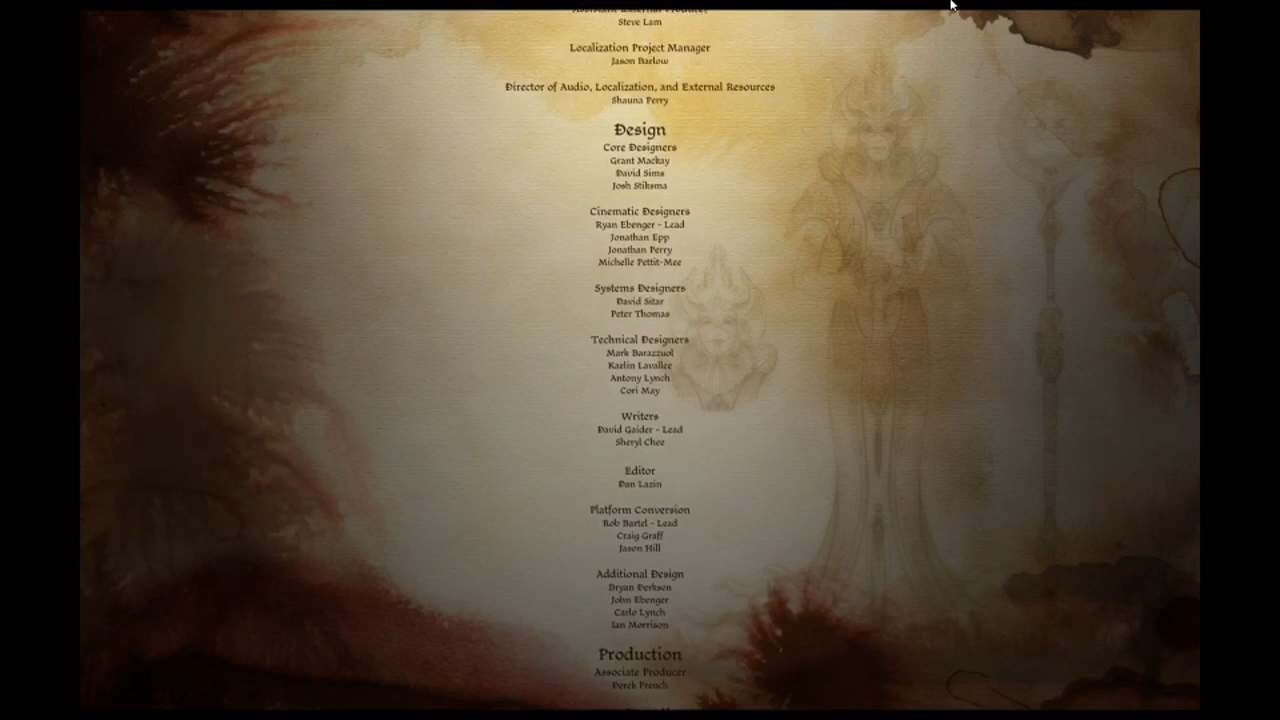 Assistant External Producer
Steve Lam
Localization Project Manager
Jason Barlow
Director of Audio, Localization, and External Resources
Shauna Perry
Design
Core Designers
Grant Mackay
David Sims
Josh Stiksma
Cinematic Designers
Ryan Ebenger - Lead
Jonathan Epp
Jonathan Perry
Michelle Pettit-Mee
Systems Designers
David Sitar
Peter Thomas
Technical Designers
Mark Barazzuol
Kaelin Lavallee
Antony Lynch
Cori May
Writers
David Gaider - Lead
Sheryl Chee
Editor
Dan Lazin
Platform Conversion
Rob Bartel - Lead
Craig Graff
Jason Hill
Additional Design
Bryan Derksen
John Ebenger
Carlo Lynch
Ian Morrison
Production
Associate Producer
Derek French